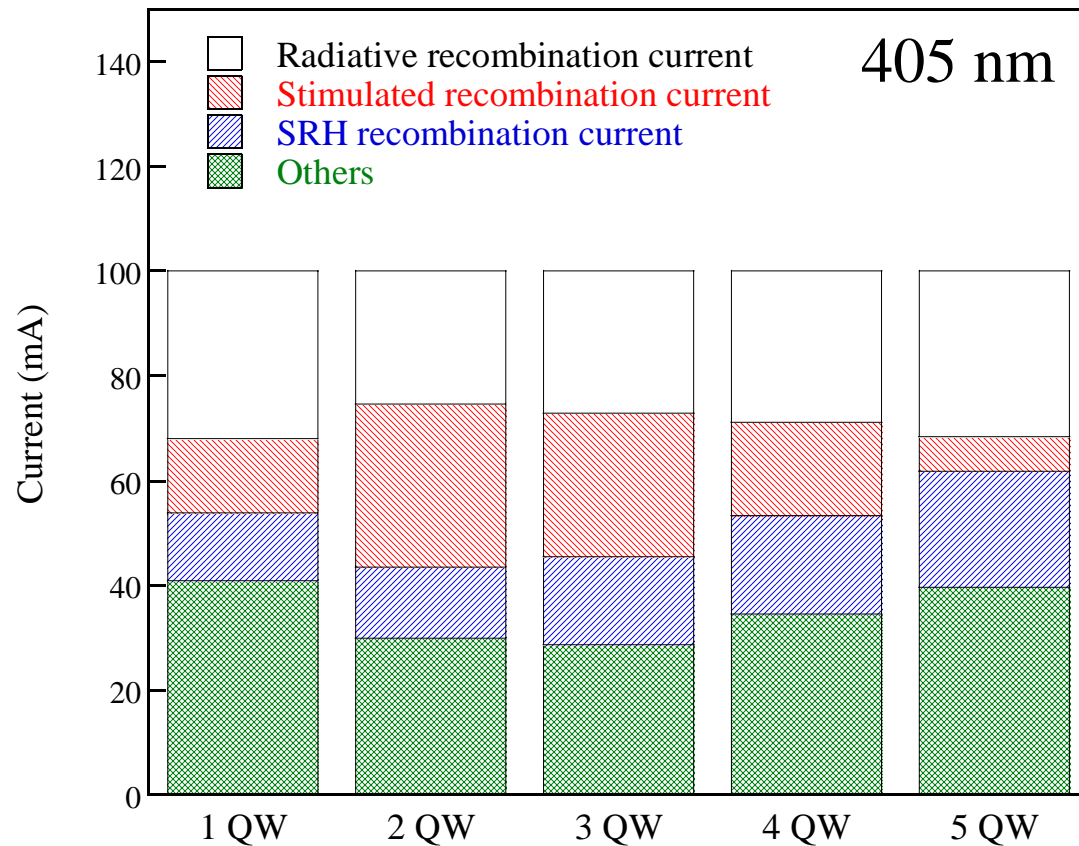 Radiative recombination current
405 nm
Stimulated recombination current
SRH recombination current
Others
140
120
100
80
60
40
20
0
Current (mA)
1 QW
2 QW
3 QW
4 QW
5 QW